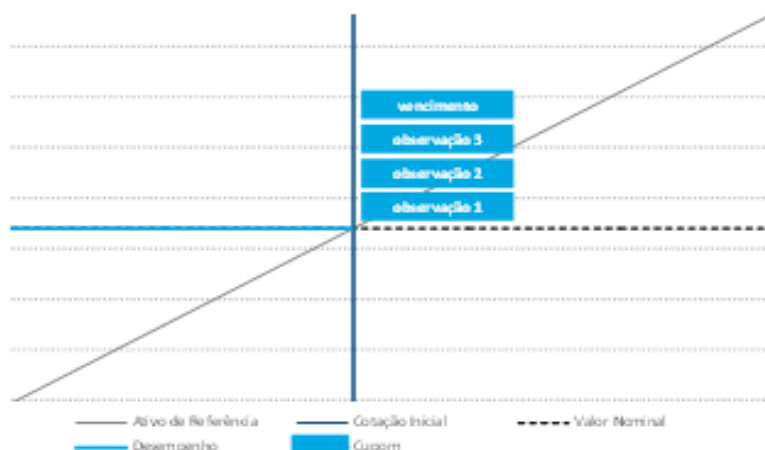 vencimento
observação 3
observação 2
observação 1
Ativo de Referência Cotação Inicial Valor Nominal
Desempenho Cupom